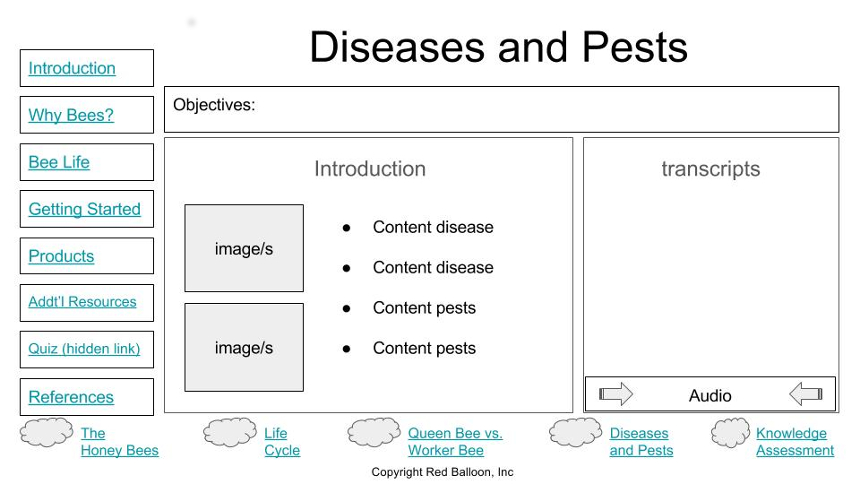 Diseases and Pests
Introduction
Why Bees?
Bee Life
Getting Started
Products
Addt'l Resources
Quiz (hidden link)
References
Objectives:
Introduction
image/s
image/s
● Content disease
● Content disease
● Content pests
● Content pests
transcripts
Audio
The
Honey Bees
Life
Cycle
Queen Bee vs.
Worker Bee
Diseases
and Pests
Knowledge
Assessment
Copyright Red Balloon, Inc